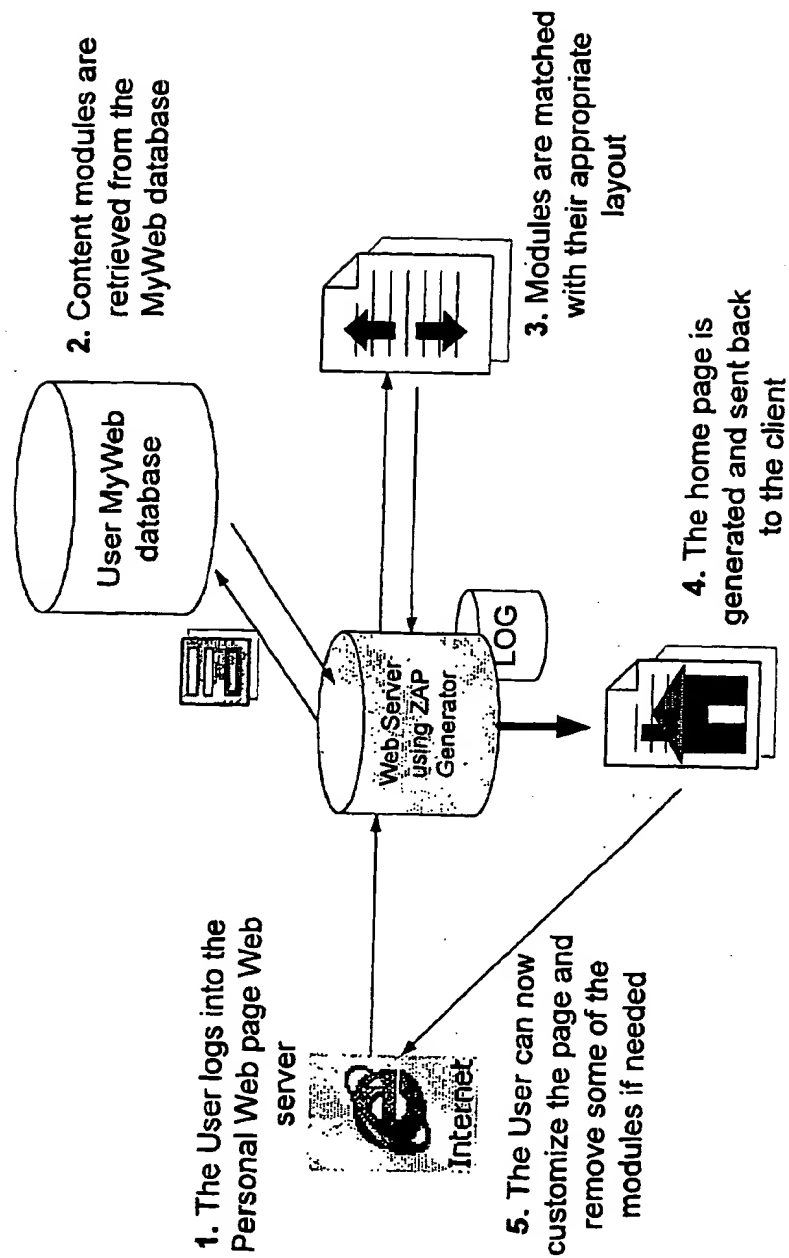 1. The User logs into the
Personal Web page Web
server
Internet
User MyWeb
database
2. Content modules are
retrieved from the
MyWeb database
Web Server
using ZAP
Generator
LOG
3. Modules are matched
with their appropriate
layout
4. The home page is
generated and sent back
to the client
5. The User can now
customize the page and
remove some of the
modules if needed